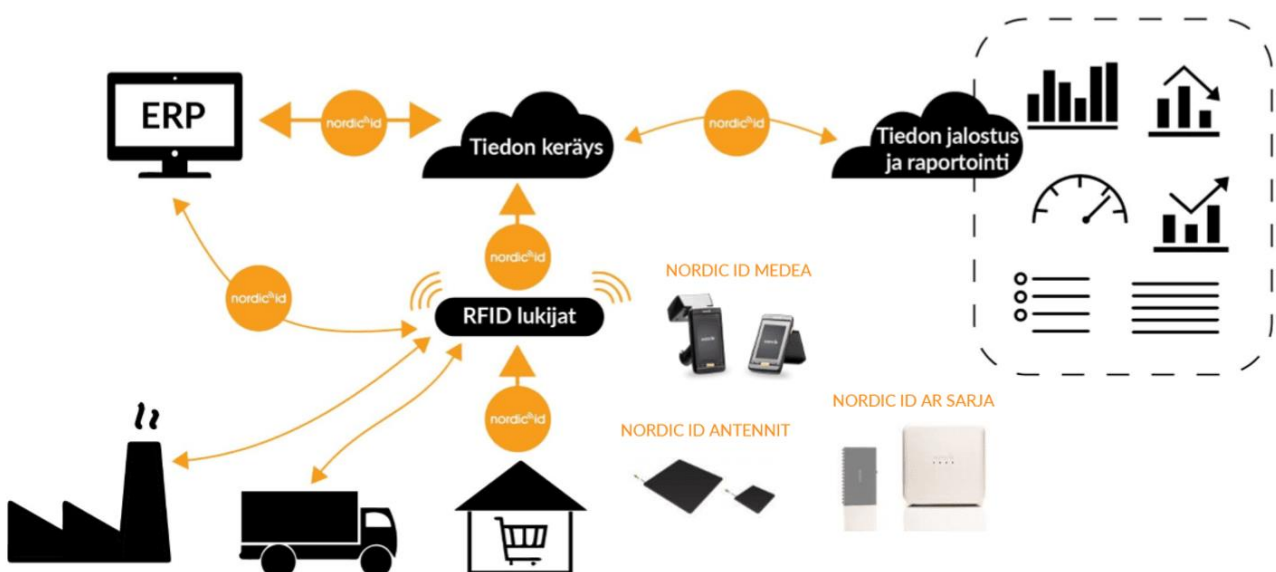 ERP
nordic id
Tiedon keräys
nordic id
Tiedon jalostus
ja raportointi
nordic id
NORDIC ID MEDEA
nordic id
RFID lukijat
NORDIC ID AR SARJA
nordic id
NORDIC ID ANTENNIT